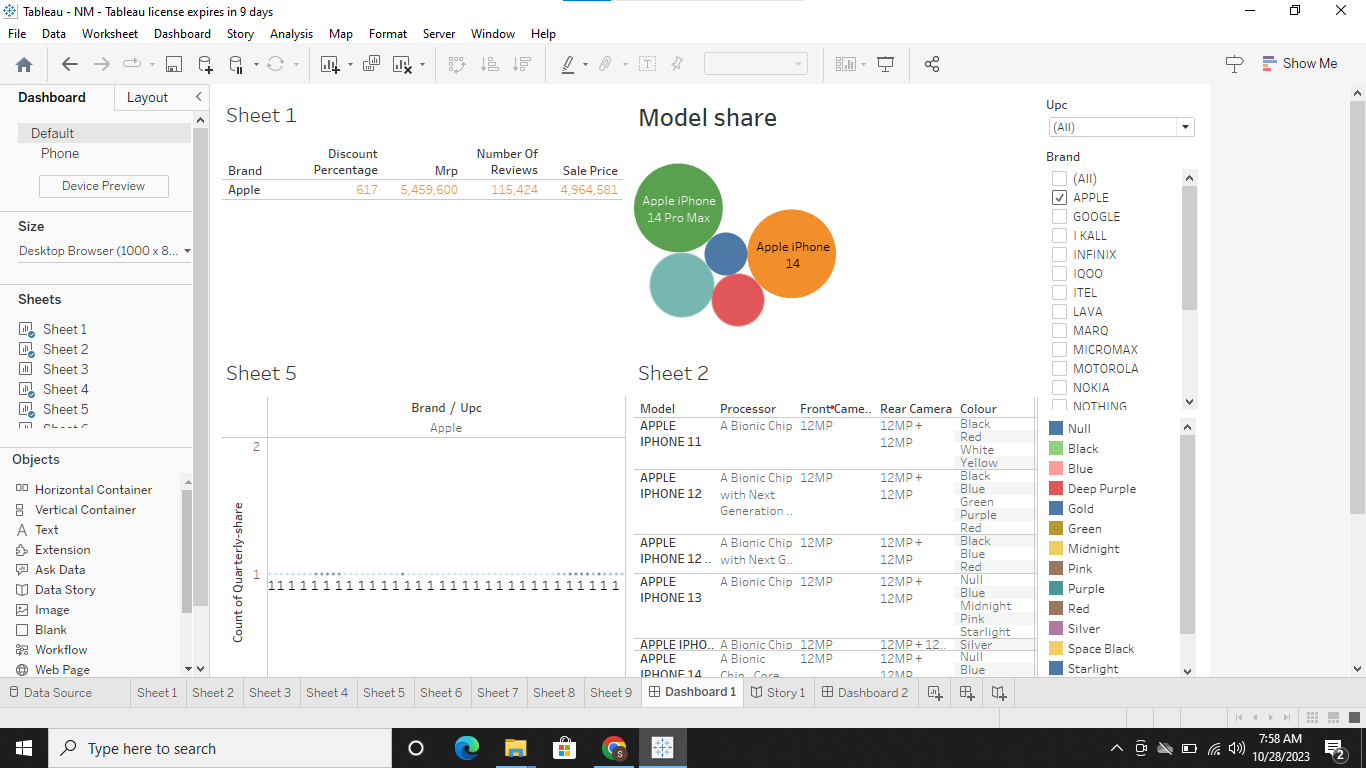 Tableau - NM - Tableau license expires in 9 days
File Data Worksheet Dashboard Story Analysis Map Format Server Window Help
Show Me
Dashboard Layout
Default
Phone
Device Preview
Size
Desktop Browser (1000 x 8...
Sheets
Sheet 1
Sheet 2
Sheet 3
Sheet 4
Sheet 5
Objects
Horizontal Container
Vertical Container
Text
Extension
Ask Data
Data Story
Image
Blank
Workflow
Web Page
Sheet 1
Brand Discount Percentage Mrp Number Of Reviews Sale Price
Apple 617 5,459,600 115,424 4,964,581
Model share
Apple iPhone
14 Pro Max
Apple iPhone
14
Sheet 5
Brand / Upc
Apple
2
Count of Quarterly-share
1
1 1 1 1 1 1 1 1 1 1 1 1 1 1 1 1 1 1 1 1 1 1 1 1 1 1 1 1 1 1 1 1 1
Sheet 2
Model Processor Front Came.. Rear Camera Colour
APPLE IPHONE 11 A Bionic Chip 12MP 12MP + 12MP Black
Red
White
Yellow
APPLE IPHONE 12 A Bionic Chip with Next Generation .. 12MP 12MP + 12MP Black
Blue
Green
Purple
Red
APPLE IPHONE 12 .. A Bionic Chip with Next G.. 12MP 12MP + 12MP Black
Blue
Red
APPLE IPHONE 13 A Bionic Chip 12MP 12MP + 12MP Null
Blue
Midnight
Pink
Starlight
APPLE IPHO.. A Bionic Chip 12MP 12MP + 12.. Silver
APPLE IPHONE 14 A Bionic Chip, Core 12MP 12MP + 12MP Null
Blue
Upc
(All)
Brand
(All)
APPLE
GOOGLE
I KALL
INFINIX
IQOO
ITEL
LAVA
MARQ
MICROMAX
MOTOROLA
NOKIA
NOTHING
Null
Black
Blue
Deep Purple
Gold
Green
Midnight
Pink
Purple
Red
Silver
Space Black
Starlight
Data Source Sheet 1 Sheet 2 Sheet 3 Sheet 4 Sheet 5 Sheet 6 Sheet 7 Sheet 8 Sheet 9 Dashboard 1 Story 1 Dashboard 2
Type here to search
S
7:58 AM
10/28/2023
2